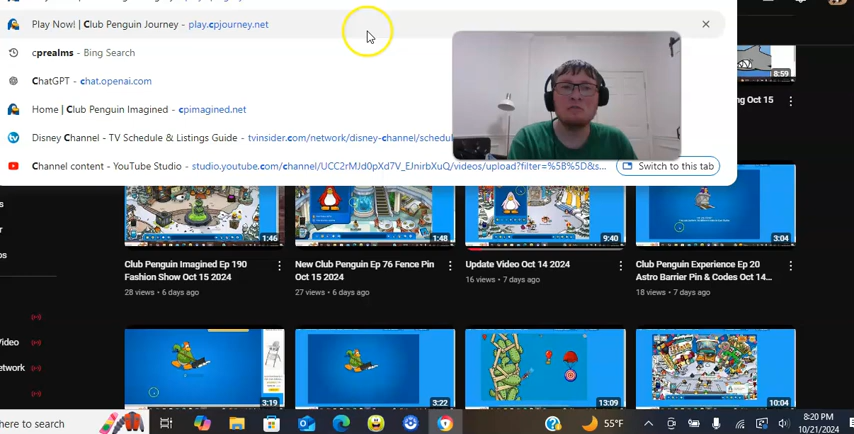 Play Now! | Club Penguin Journey - play.cpjourney.net
cprealms - Bing Search
ChatGPT - chat.openai.com
Home | Club Penguin Imagined - cpimagined.net
Disney Channel - TV Schedule & Listings Guide - tvinsider.com/network/disney-channel/schedul
Channel content - YouTube Studio - studio.youtube.com/channel/UCC2rMJd0pXd7V_EJnirbXuQ/videos/upload?filter=%5B%5D&s...
Switch to this tab
8:59
ng Oct 15
1:46
1:48
9:40
3:04
Club Penguin Imagined Ep 190
Fashion Show Oct 15 2024
28 views • 6 days ago
New Club Penguin Ep 76 Fence Pin
Oct 15 2024
27 views • 6 days ago
Update Video Oct 14 2024
16 views • 7 days ago
Club Penguin Experience Ep 20
Astro Barrier Pin & Codes Oct 14...
18 views • 7 days ago
ideo
etwork
3:19
3:22
13:09
10:04
here to search
55°F
8:20 PM
10/21/2024